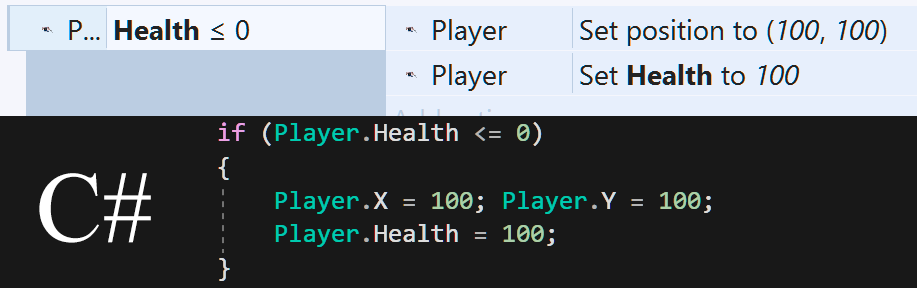 P... Health ≤ 0
Player Set position to (100, 100)
Player Set Health to 100
if (Player.Health <= 0)
{
Player.X = 100; Player.Y = 100;
Player.Health = 100;
}
C#